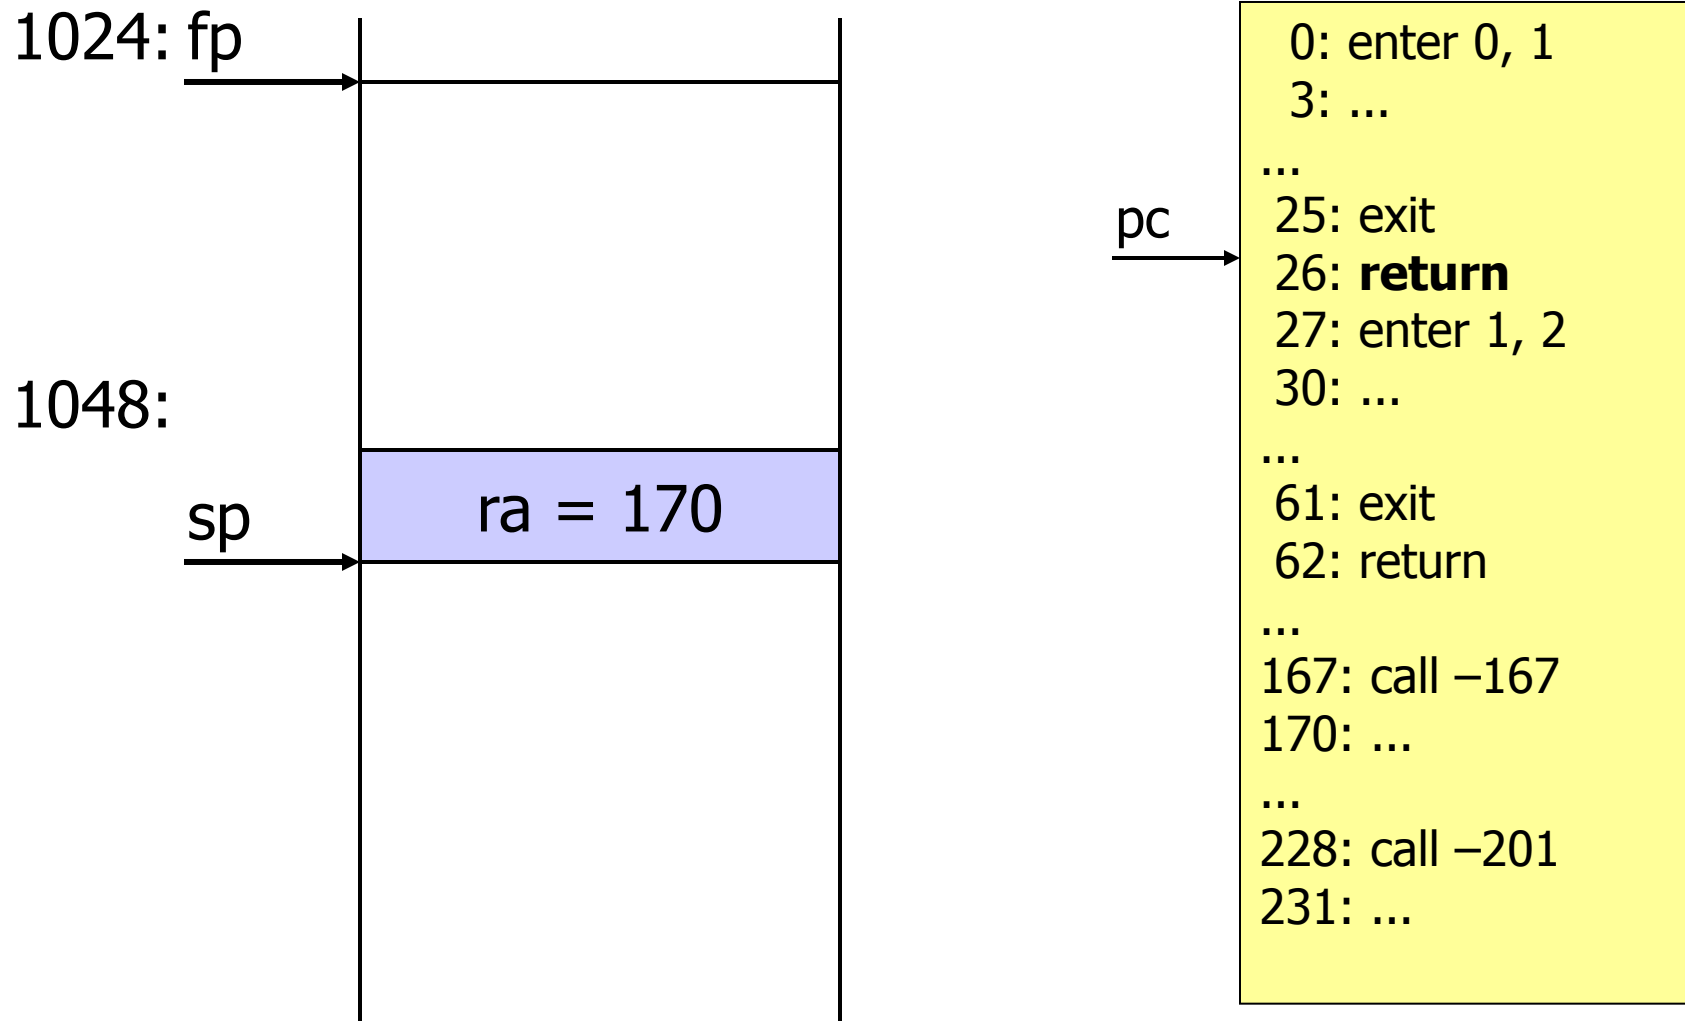 1024: fp
1048:
sp
ra = 170
pc
0: enter 0, 1
3: ...
...
25: exit
26: return
27: enter 1, 2
30: ...
...
61: exit
62: return
...
167: call –167
170: ...
...
228: call –201
231: ...